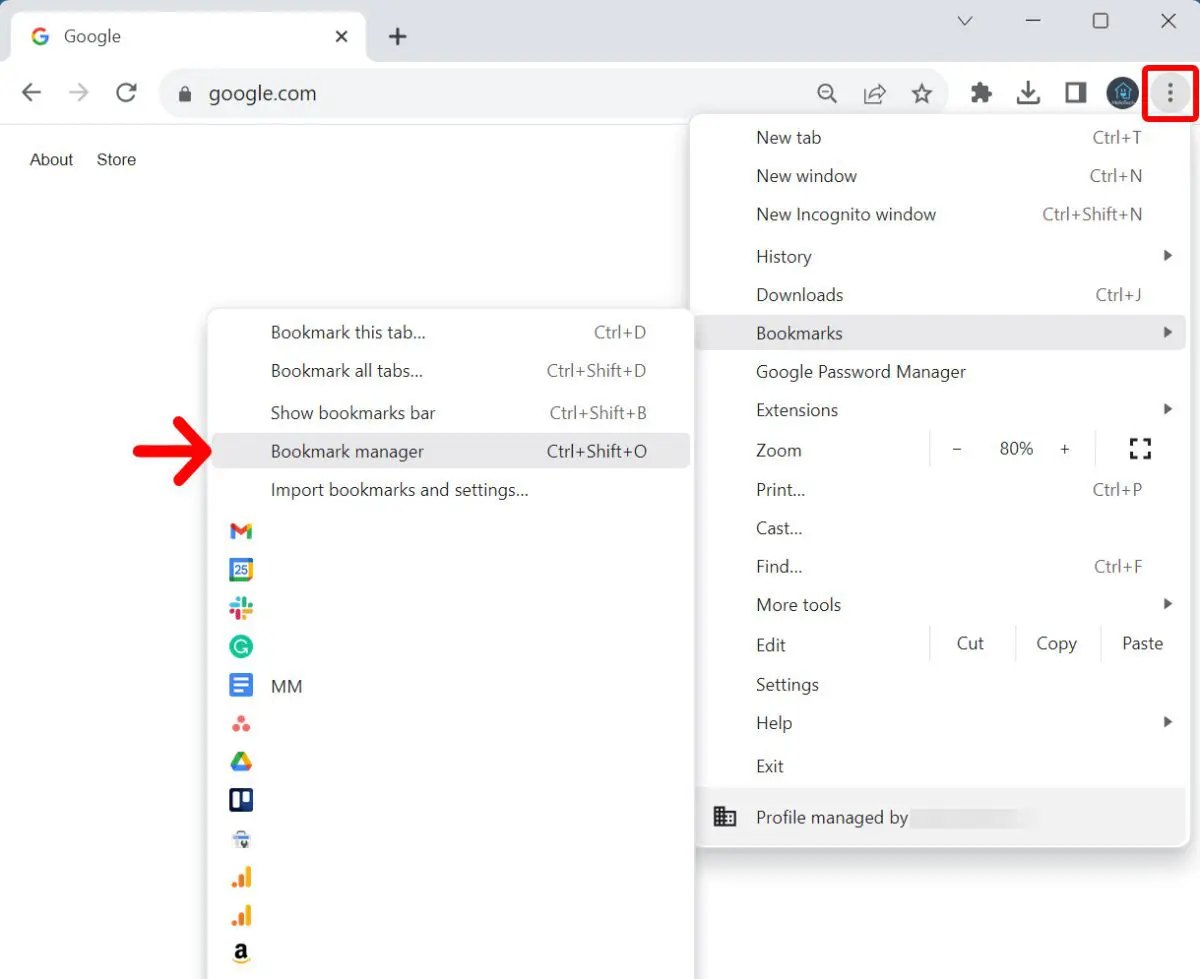 Google
google.com
About Store
New tab Ctrl+T
New window Ctrl+N
New Incognito window Ctrl+Shift+N
History
Downloads Ctrl+J
Bookmarks
Google Password Manager
Extensions
Zoom - 80% +
Print... Ctrl+P
Cast...
Find... Ctrl+F
More tools
Edit Cut Copy Paste
Settings
Help
Exit
Profile managed by
Bookmark this tab... Ctrl+D
Bookmark all tabs... Ctrl+Shift+D
Show bookmarks bar Ctrl+Shift+B
Bookmark manager Ctrl+Shift+O
Import bookmarks and settings...
25
MM
a